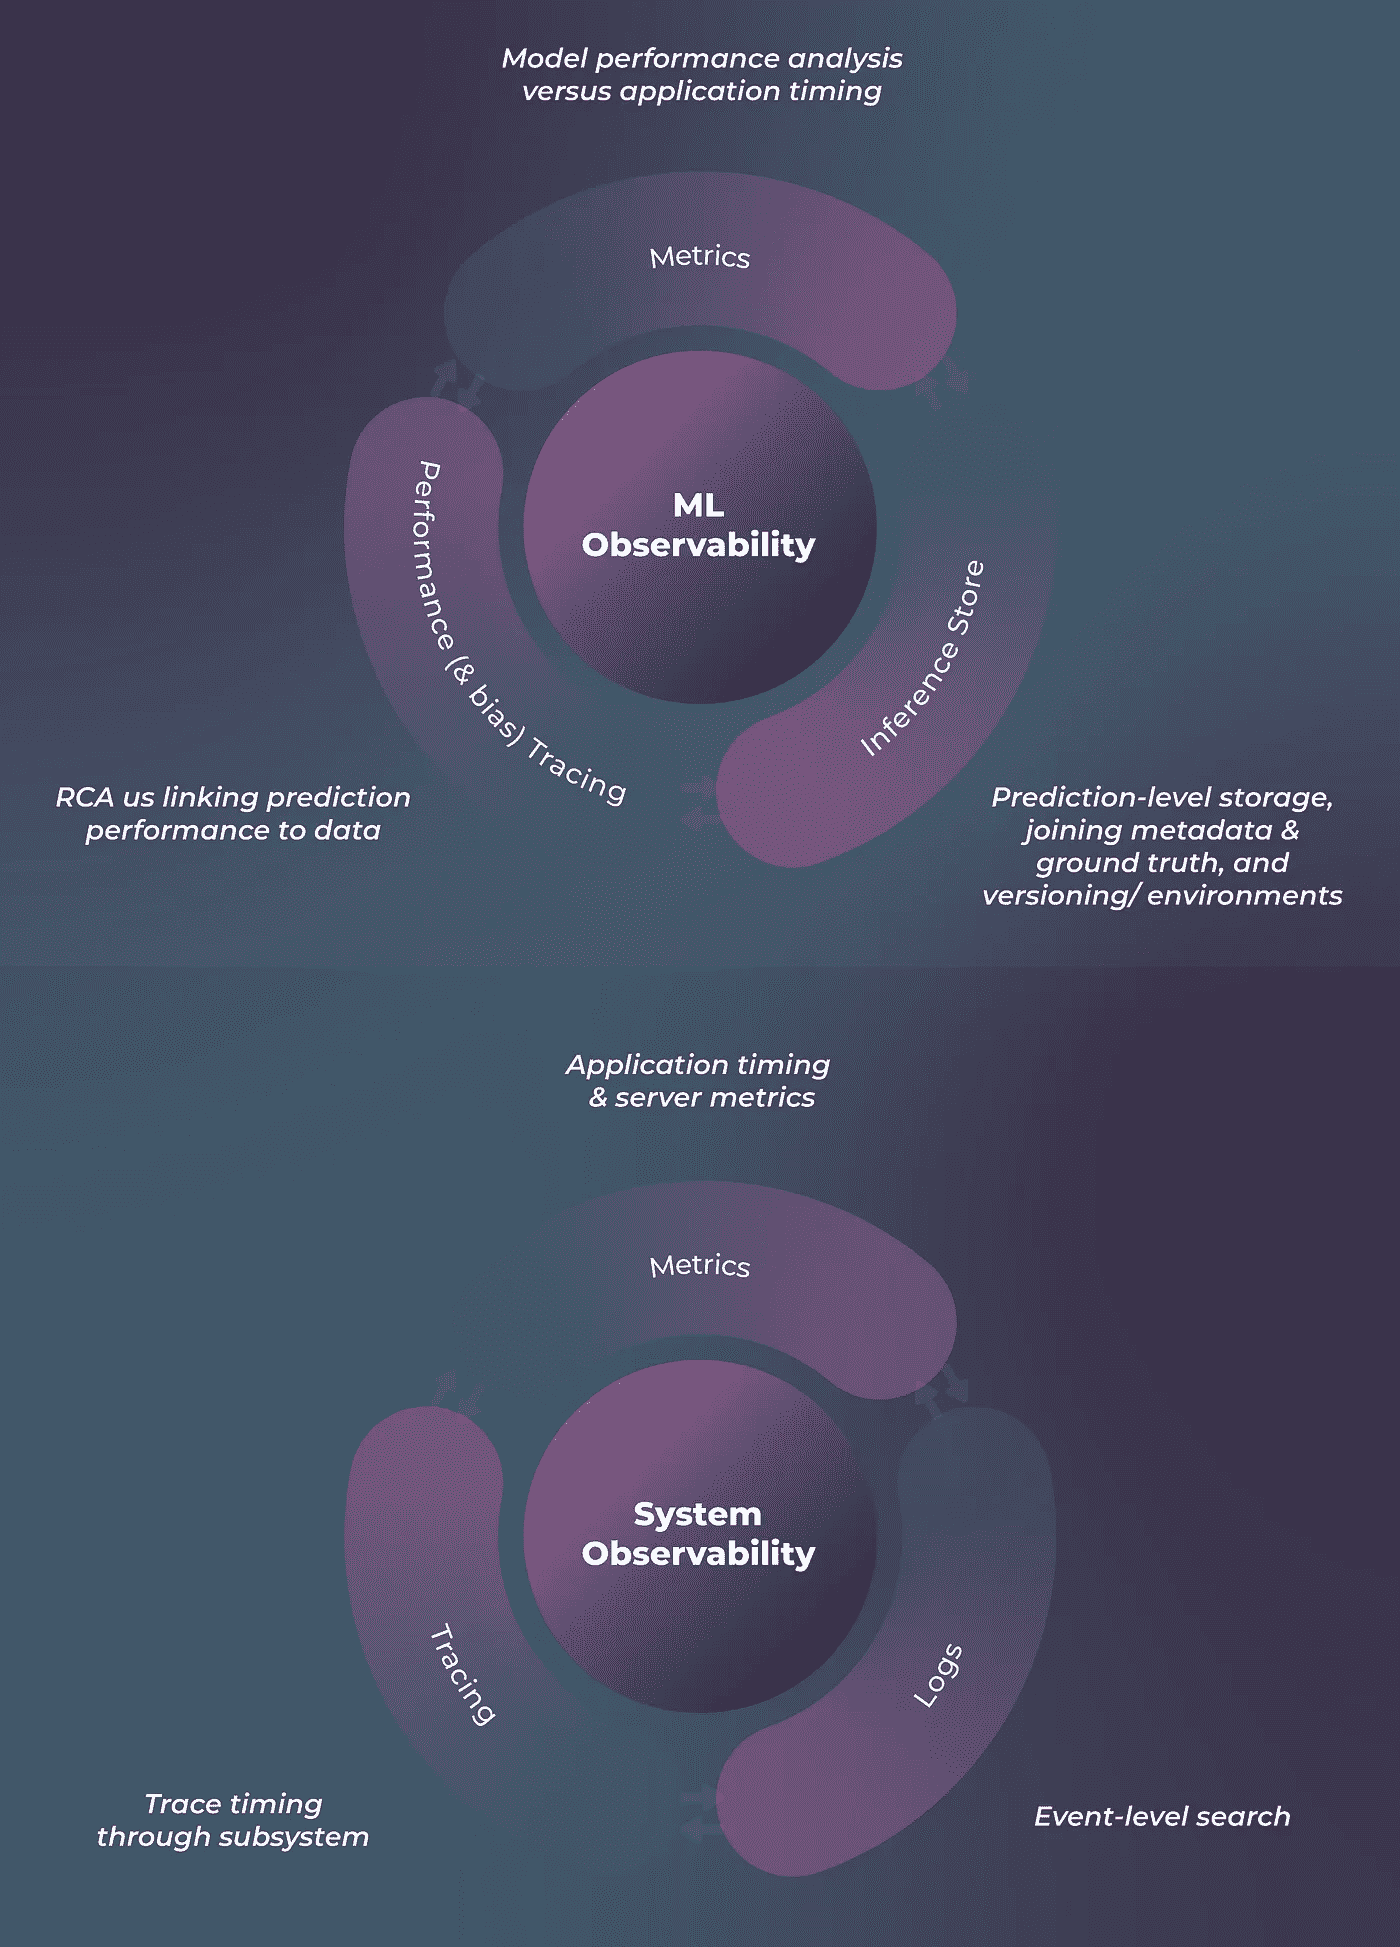 Model performance analysis
versus application timing
Metrics
ML
Observability
Performance (& bias) Tracing
Inference Store
RCA us linking prediction
performance to data
Prediction-level storage,
joining metadata &
ground truth, and
versioning/ environments
Application timing
& server metrics
Metrics
System
Observability
Tracing
Logs
Trace timing
through subsystem
Event-level search